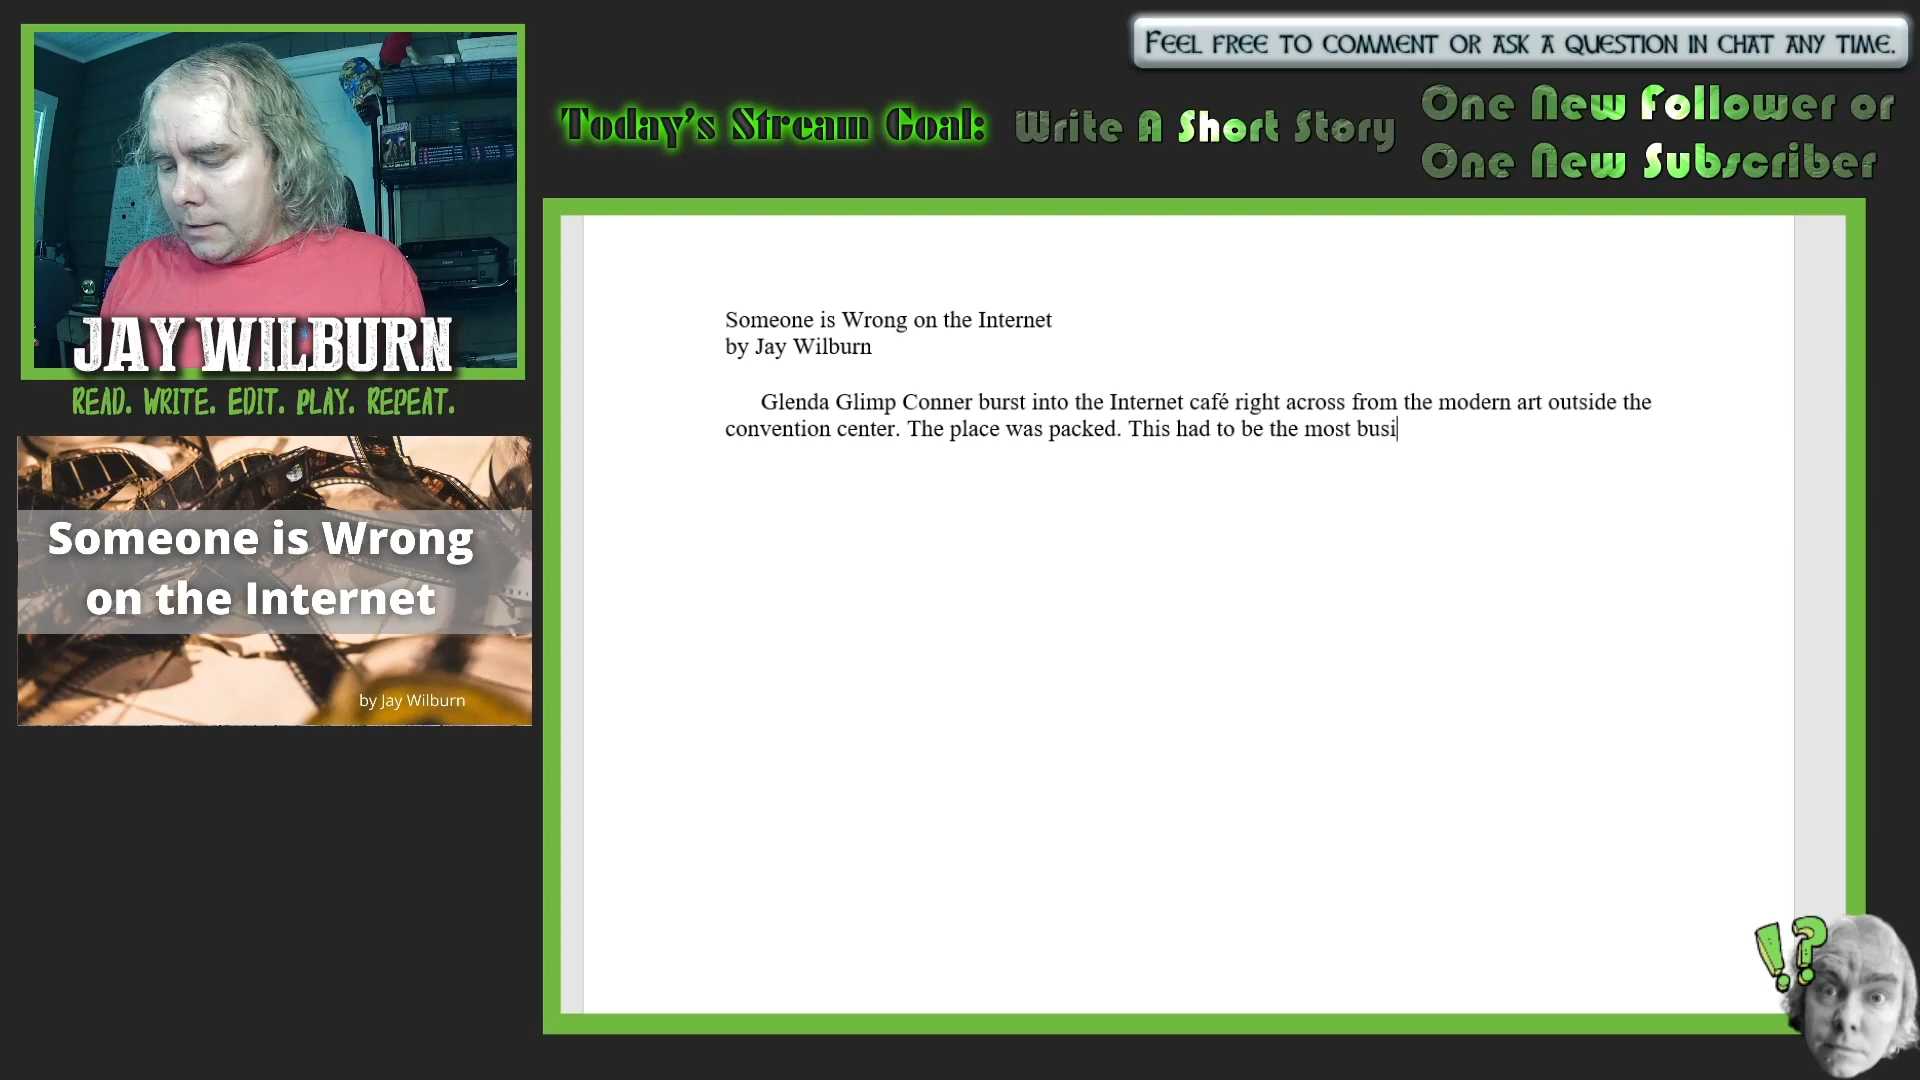 FEEL FREE TO COMMENT OR ASK A QUESTION IN CHAT ANY TIME.
Today's Stream Goal:
Write A Short Story
One New Follower or
One New Subscriber
JAY WILBURN
READ. WRITE. EDIT. PLAY. REPEAT.
Someone is Wrong
on the Internet
by Jay Wilburn
Someone is Wrong on the Internet
by Jay Wilburn
Glenda Glimp Conner burst into the Internet café right across from the modern art outside the
convention center. The place was packed. This had to be the most busi
!?